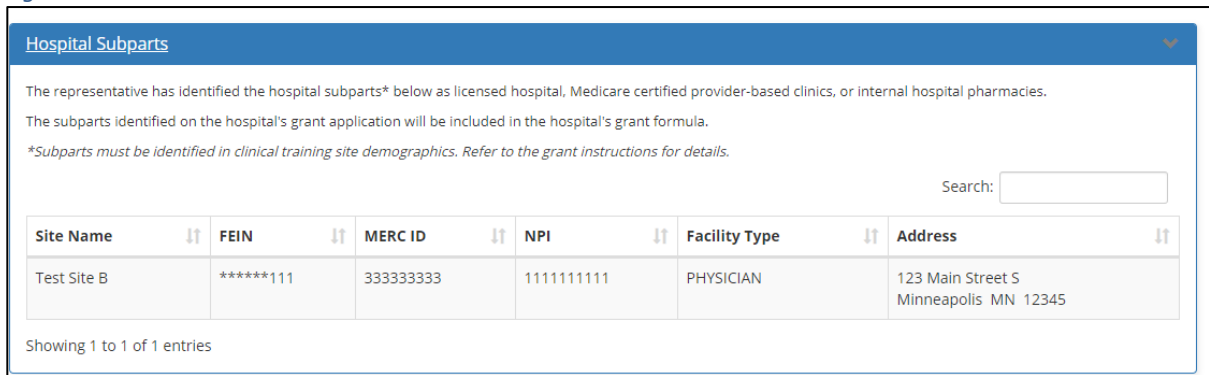 Hospital Subparts
The representative has identified the hospital subparts* below as licensed hospital, Medicare certified provider-based clinics, or internal hospital pharmacies.
The subparts identified on the hospital's grant application will be included in the hospital's grant formula.
*Subparts must be identified in clinical training site demographics. Refer to the grant instructions for details.
Search:
Site Name FEIN MERC ID NPI Facility Type Address
Test Site B ******111 333333333 1111111111 PHYSICIAN 123 Main Street S
Minneapolis MN 12345
Showing 1 to 1 of 1 entries